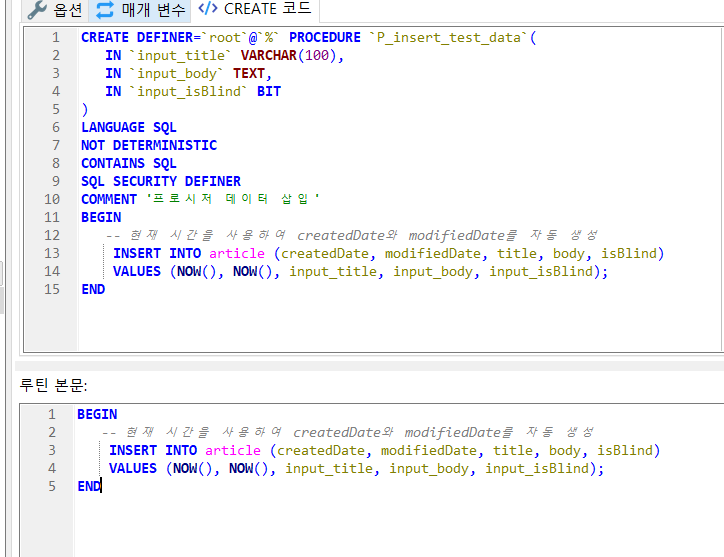 옵션 매개 변수 CREATE 코드
1 CREATE DEFINER=`root`@`%` PROCEDURE `P_insert_test_data`(
2 IN `input_title` VARCHAR(100),
3 IN `input_body` TEXT,
4 IN `input_isBlind` BIT
5 )
6 LANGUAGE SQL
7 NOT DETERMINISTIC
8 CONTAINS SQL
9 SQL SECURITY DEFINER
10 COMMENT '프로시저 데이터 삽입'
11 BEGIN
12 -- 현재 시간을 사용하여 createdDate와 modifiedDate를 자동 생성
13 INSERT INTO article (createdDate, modifiedDate, title, body, isBlind)
14 VALUES (NOW(), NOW(), input_title, input_body, input_isBlind);
15 END
루틴 본문:
1 BEGIN
2 -- 현재 시간을 사용하여 createdDate와 modifiedDate를 자동 생성
3 INSERT INTO article (createdDate, modifiedDate, title, body, isBlind)
4 VALUES (NOW(), NOW(), input_title, input_body, input_isBlind);
5 END